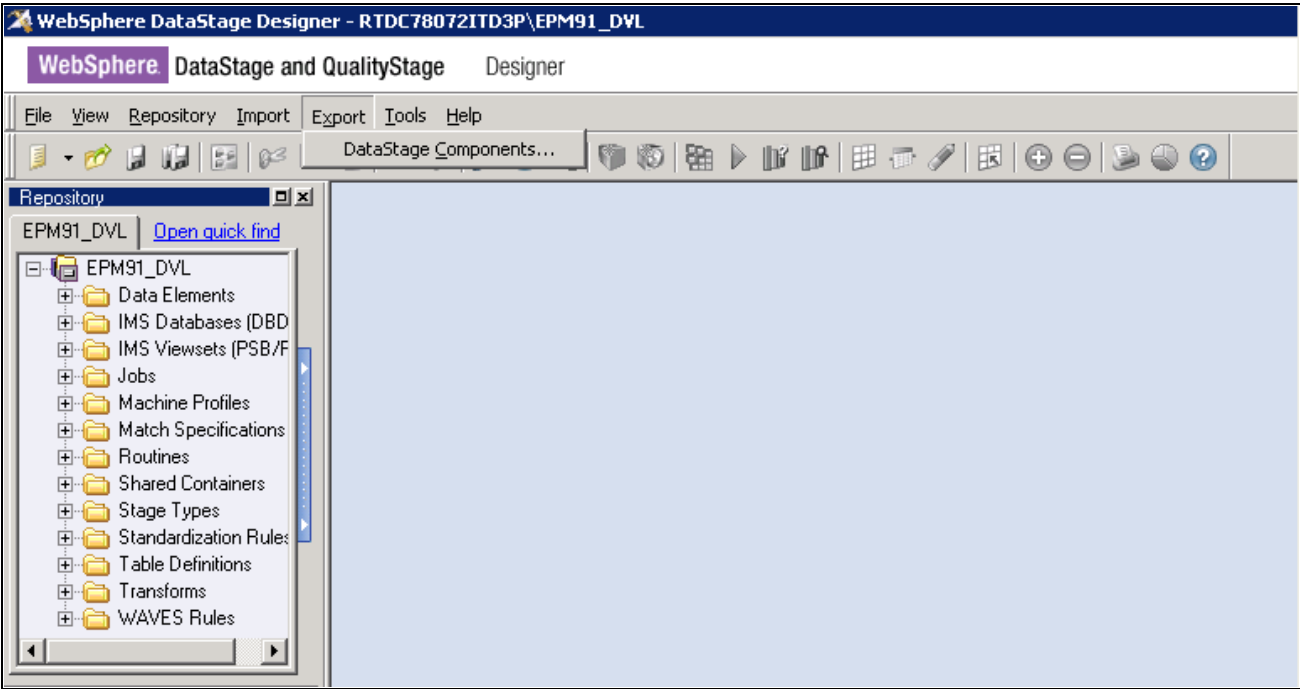 WebSphere DataStage Designer - RTDC78072ITD3P\EPM91_DVL
WebSphere. DataStage and QualityStage Designer
File View Repository Import Export Tools Help
DataStage Components...
Repository
EPM91_DVL Open quick find
EPM91_DVL
Data Elements
IMS Databases (DBD
IMS Viewsets (PSB/F
Jobs
Machine Profiles
Match Specifications
Routines
Shared Containers
Stage Types
Standardization Rules
Table Definitions
Transforms
WAVES Rules